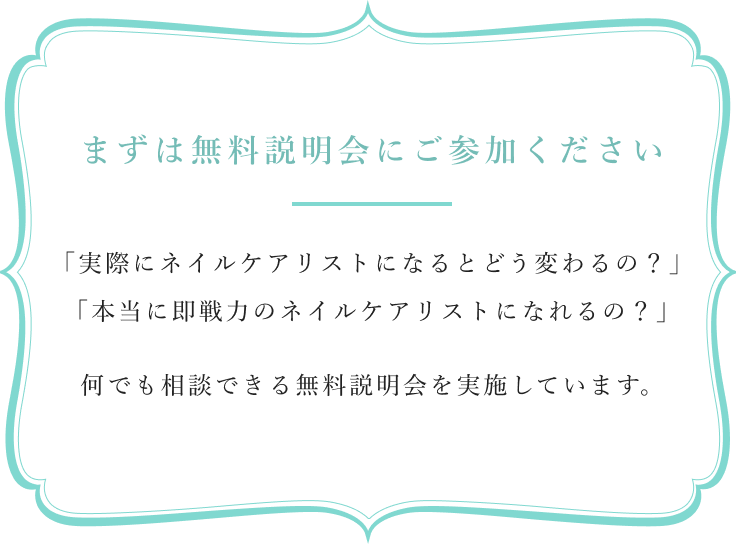 まずは無料説明会にご参加ください
「実際にネイルケアリストになるとどう変わるの？」
「本当に即戦力のネイルケアリストになれるの？」
何でも相談できる無料説明会を実施しています。